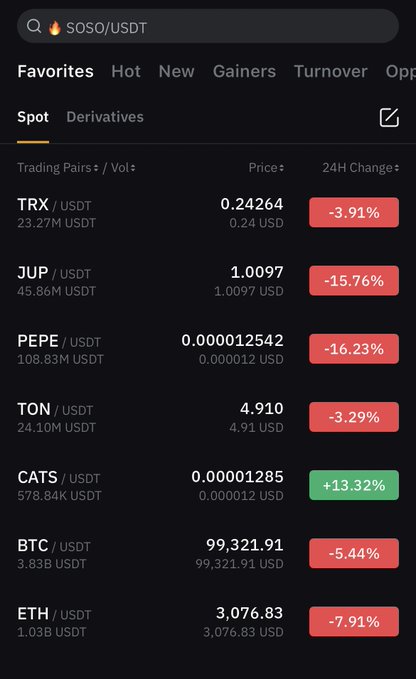 🔥 SOSO/USDT
Favorites Hot New Gainers Turnover Opp
Spot Derivatives
Trading Pairs / Vol Price 24H Change
TRX / USDT 0.24264 -3.91%
23.27M USDT 0.24 USD
JUP / USDT 1.0097 -15.76%
45.86M USDT 1.0097 USD
PEPE / USDT 0.000012542 -16.23%
108.83M USDT 0.000012 USD
TON / USDT 4.910 -3.29%
24.10M USDT 4.91 USD
CATS / USDT 0.00001285 +13.32%
578.84K USDT 0.000012 USD
BTC / USDT 99,321.91 -5.44%
3.83B USDT 99,321.91 USD
ETH / USDT 3,076.83 -7.91%
1.03B USDT 3,076.83 USD